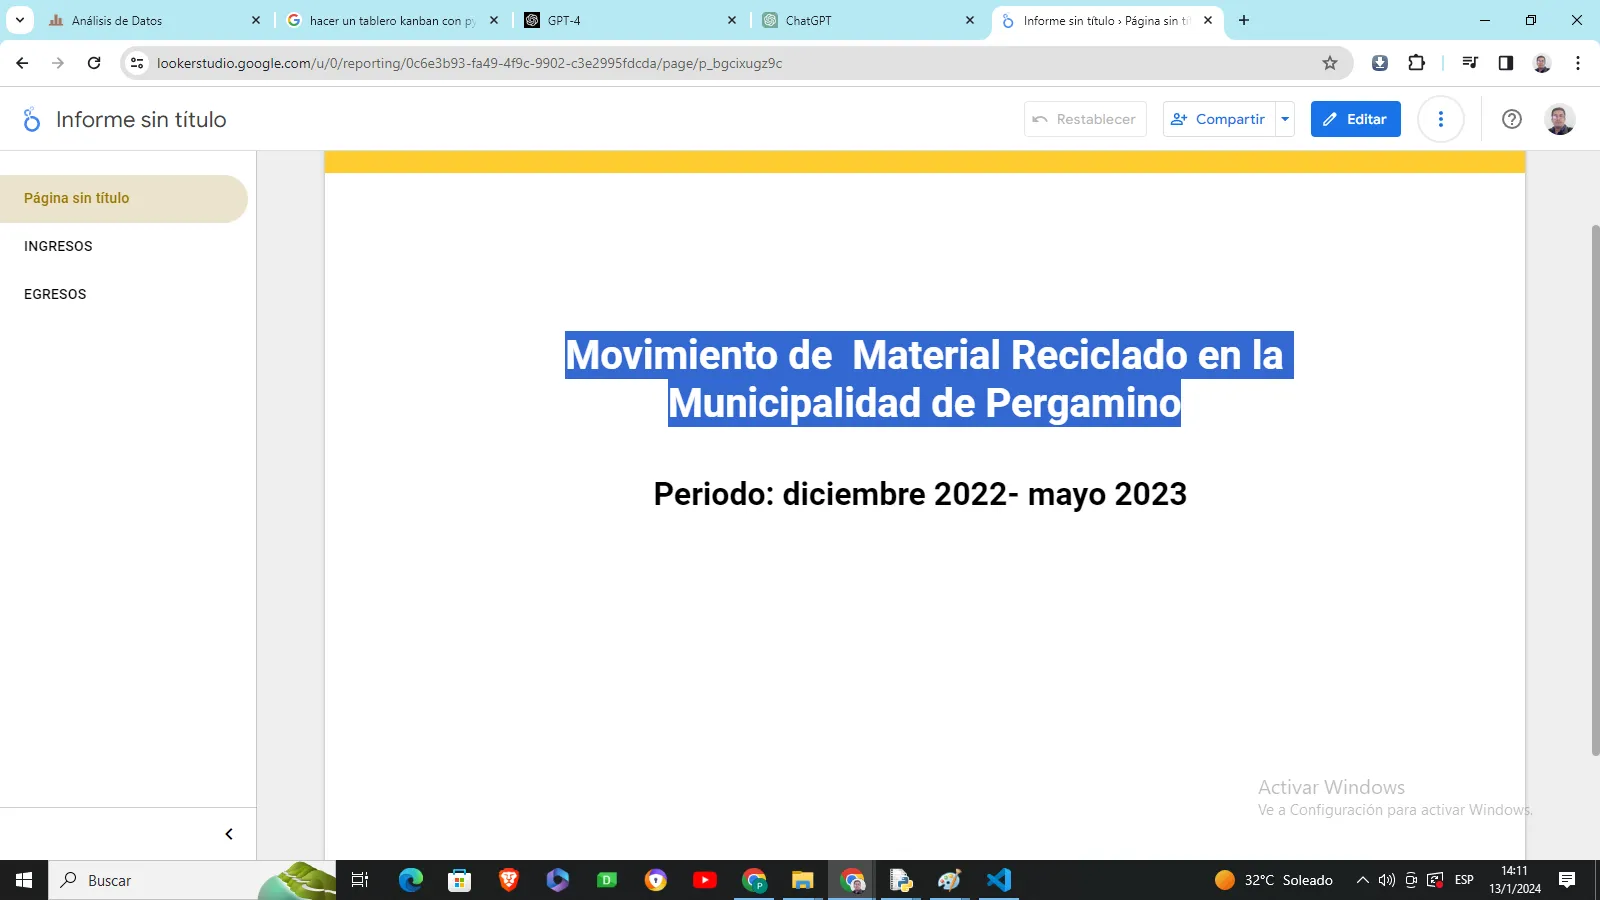 Análisis de Datos
hacer un tablero kanban con py
GPT-4
ChatGPT
Informe sin título › Página sin tí
lookerstudio.google.com/u/0/reporting/0c6e3b93-fa49-4f9c-9902-c3e2995fdcda/page/p_bgcixugz9c
Informe sin título
Restablecer
Compartir
Editar
Página sin título
INGRESOS
EGRESOS
Movimiento de  Material Reciclado en la
Municipalidad de Pergamino
Periodo: diciembre 2022- mayo 2023
Activar Windows
Ve a Configuración para activar Windows.
Buscar
32°C Soleado
ESP
14:11
13/1/2024